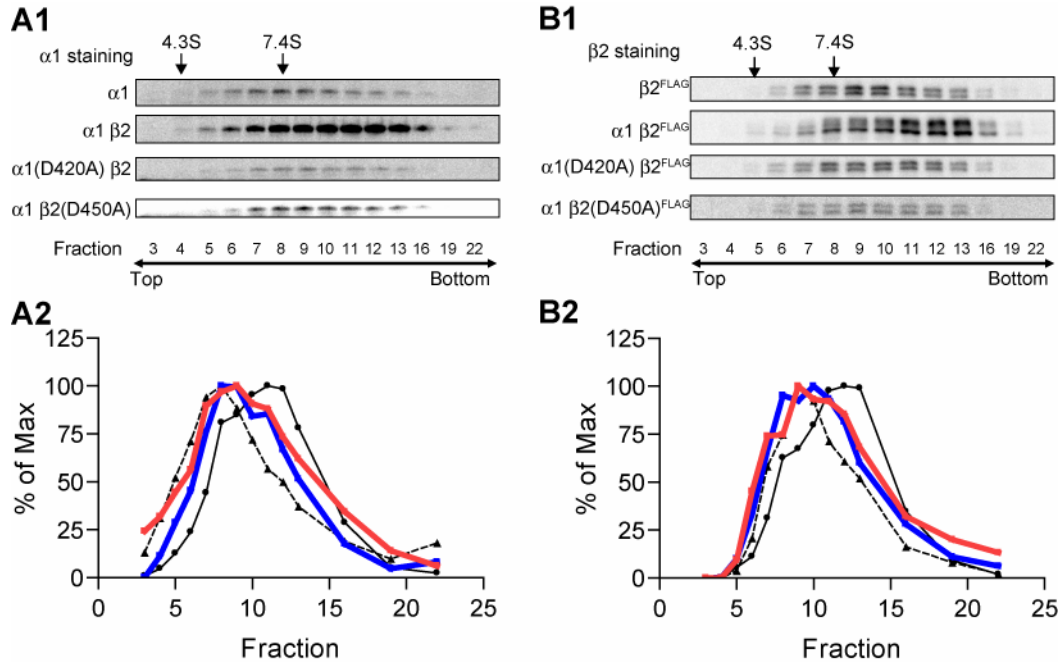 A1
α1 staining
4.3S
7.4S
α1
α1 β2
α1(D420A) β2
α1 β2(D450A)
Fraction 3 4 5 6 7 8 9 10 11 12 13 16 19 22
Top
Bottom
B1
β2 staining
4.3S
7.4S
β2FLAG
α1 β2FLAG
α1(D420A) β2FLAG
α1 β2(D450A)FLAG
Fraction 3 4 5 6 7 8 9 10 11 12 13 16 19 22
Top
Bottom
A2
% of Max
125
100
75
50
25
0
0 5 10 15 20 25
Fraction
B2
% of Max
125
100
75
50
25
0
0 5 10 15 20 25
Fraction